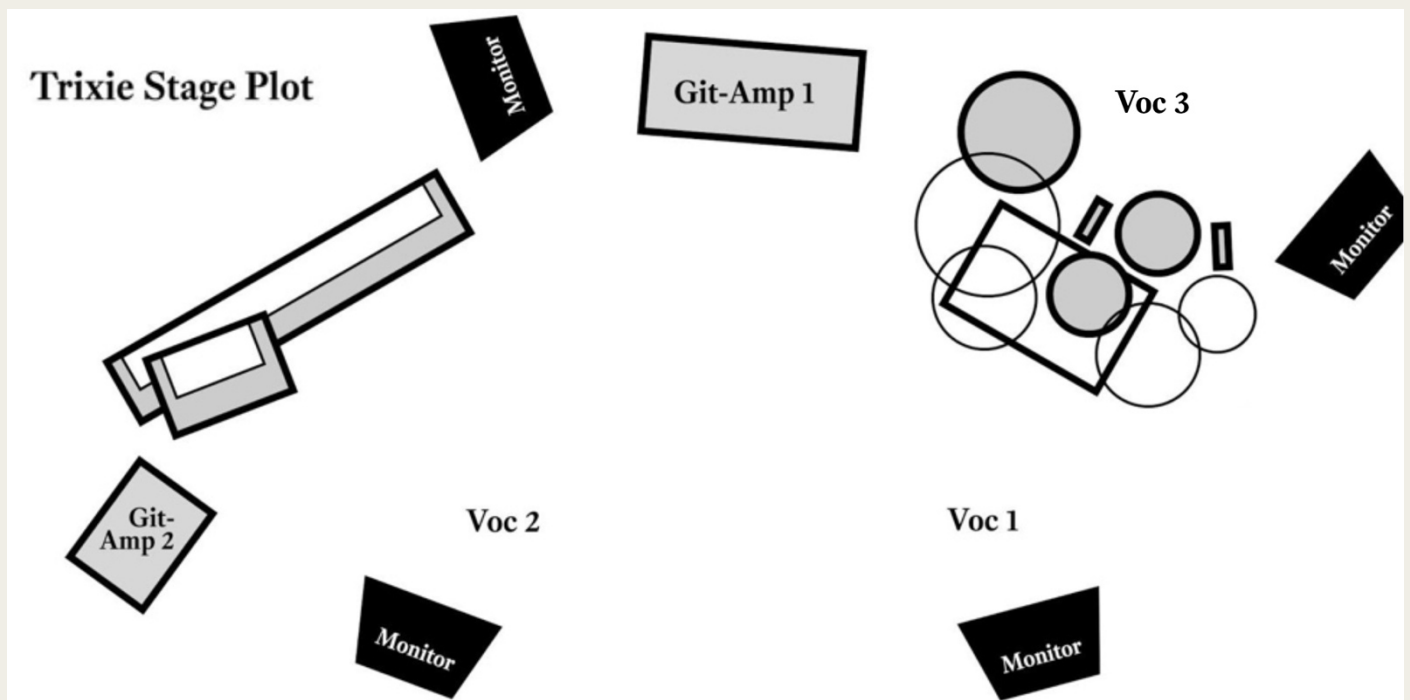 Trixie Stage Plot
Monitor
Git-Amp 1
Voc 3
Monitor
Git-
Amp 2
Voc 2
Voc 1
Monitor
Monitor